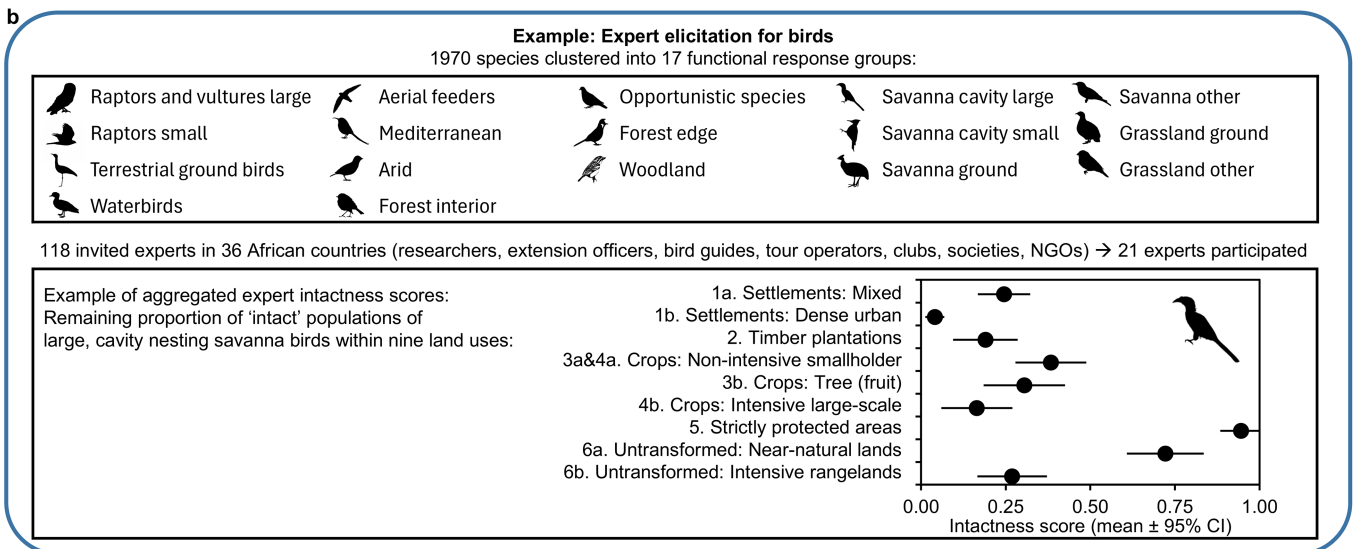 b
Example: Expert elicitation for birds
1970 species clustered into 17 functional response groups:
Raptors and vultures large
Aerial feeders
Opportunistic species
Savanna cavity large
Savanna other
Raptors small
Mediterranean
Forest edge
Savanna cavity small
Grassland ground
Terrestrial ground birds
Arid
Woodland
Savanna ground
Grassland other
Waterbirds
Forest interior
118 invited experts in 36 African countries (researchers, extension officers, bird guides, tour operators, clubs, societies, NGOs) → 21 experts participated
Example of aggregated expert intactness scores:
Remaining proportion of ‘intact’ populations of
large, cavity nesting savanna birds within nine land uses:
1a. Settlements: Mixed
1b. Settlements: Dense urban
2. Timber plantations
3a&4a. Crops: Non-intensive smallholder
3b. Crops: Tree (fruit)
4b. Crops: Intensive large-scale
5. Strictly protected areas
6a. Untransformed: Near-natural lands
6b. Untransformed: Intensive rangelands
0.00 0.25 0.50 0.75 1.00
Intactness score (mean ± 95% CI)